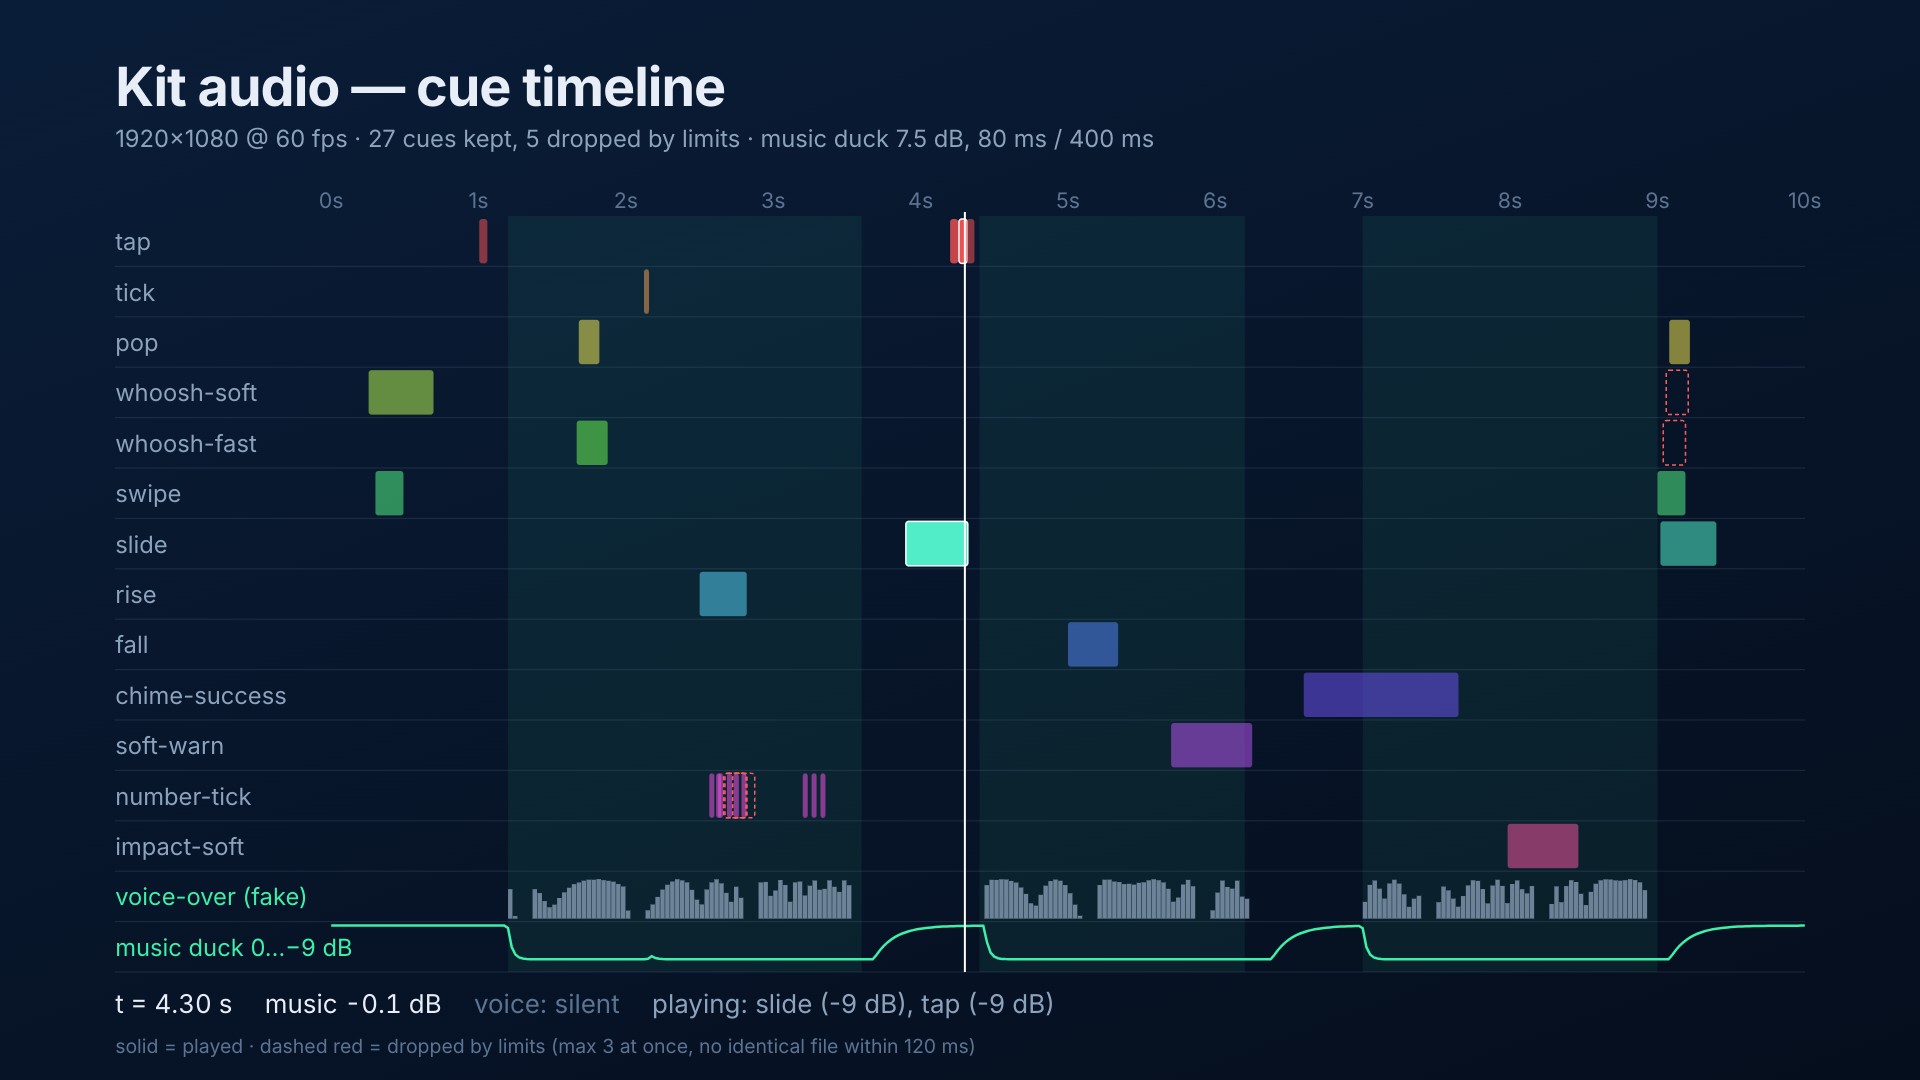 Kit audio — cue timeline
1920×1080 @ 60 fps · 27 cues kept, 5 dropped by limits · music duck 7.5 dB, 80 ms / 400 ms
0s 1s 2s 3s 4s 5s 6s 7s 8s 9s 10s
tap
tick
pop
whoosh-soft
whoosh-fast
swipe
slide
rise
fall
chime-success
soft-warn
number-tick
impact-soft
voice-over (fake)
music duck 0…−9 dB
t = 4.30 s music -0.1 dB voice: silent playing: slide (-9 dB), tap (-9 dB)
solid = played · dashed red = dropped by limits (max 3 at once, no identical file within 120 ms)